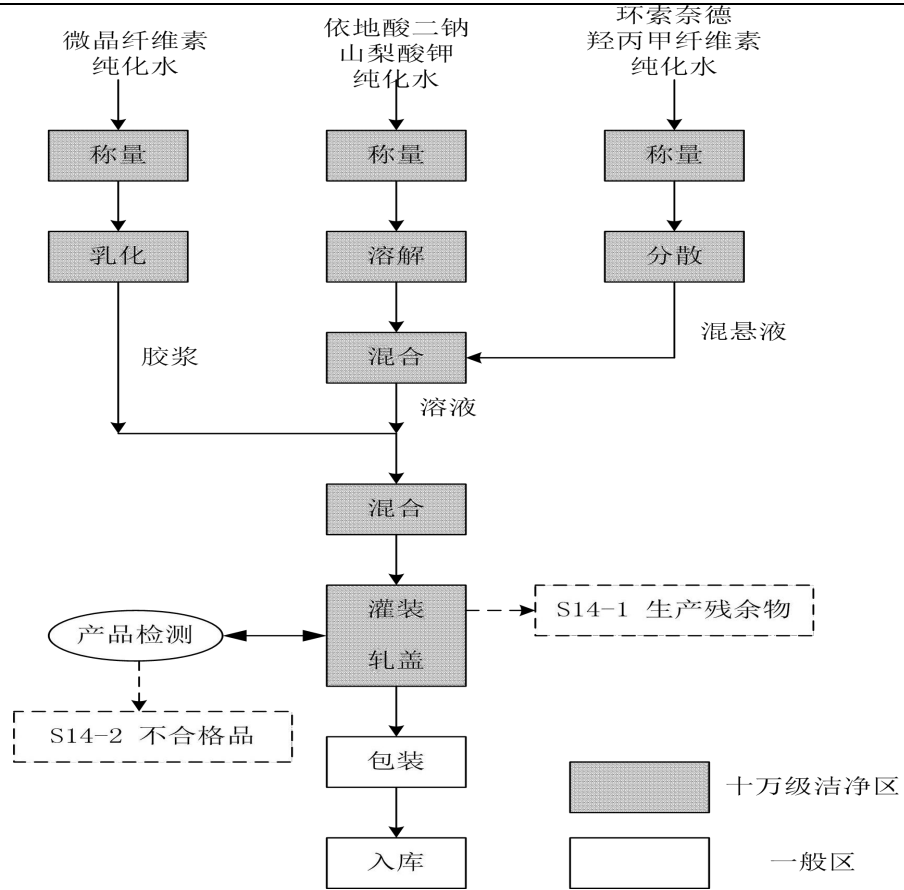 微晶纤维素
纯化水
依地酸二钠
山梨酸钾
纯化水
环索奈德
羟丙甲纤维素
纯化水
称量
称量
称量
乳化
溶解
分散
胶浆
混合
混悬液
溶液
混合
灌装
轧盖
S14-1 生产残余物
产品检测
S14-2 不合格品
包装
十万级洁净区
入库
一般区